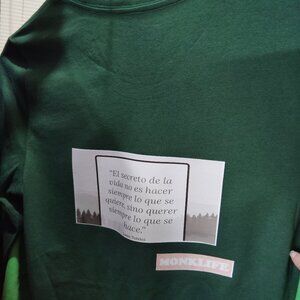 "El secreto de la
vida no es hacer
siempre lo que se
quiere, sino querer
siempre lo que se
hace."
MONKLIFE